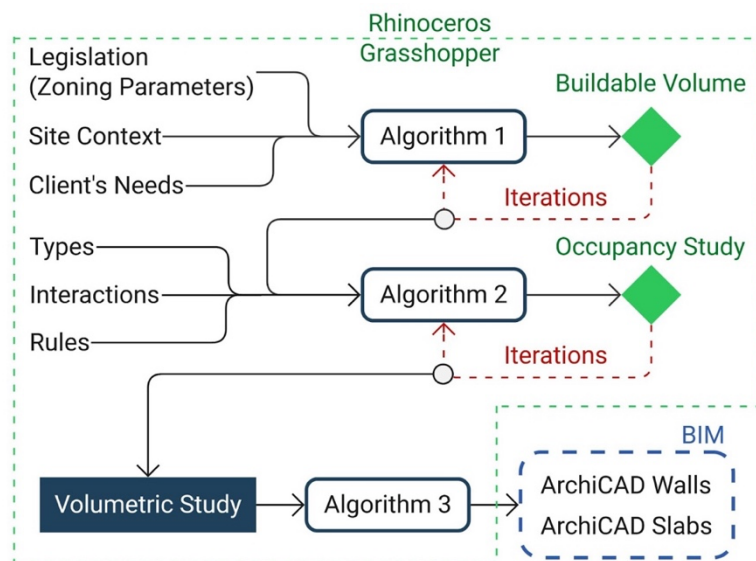 Rhinoceros
Grasshopper
Legislation
(Zoning Parameters)
Site Context
Client's Needs
Algorithm 1
Buildable Volume
Iterations
Types
Interactions
Rules
Algorithm 2
Occupancy Study
Iterations
Volumetric Study
Algorithm 3
BIM
ArchiCAD Walls
ArchiCAD Slabs